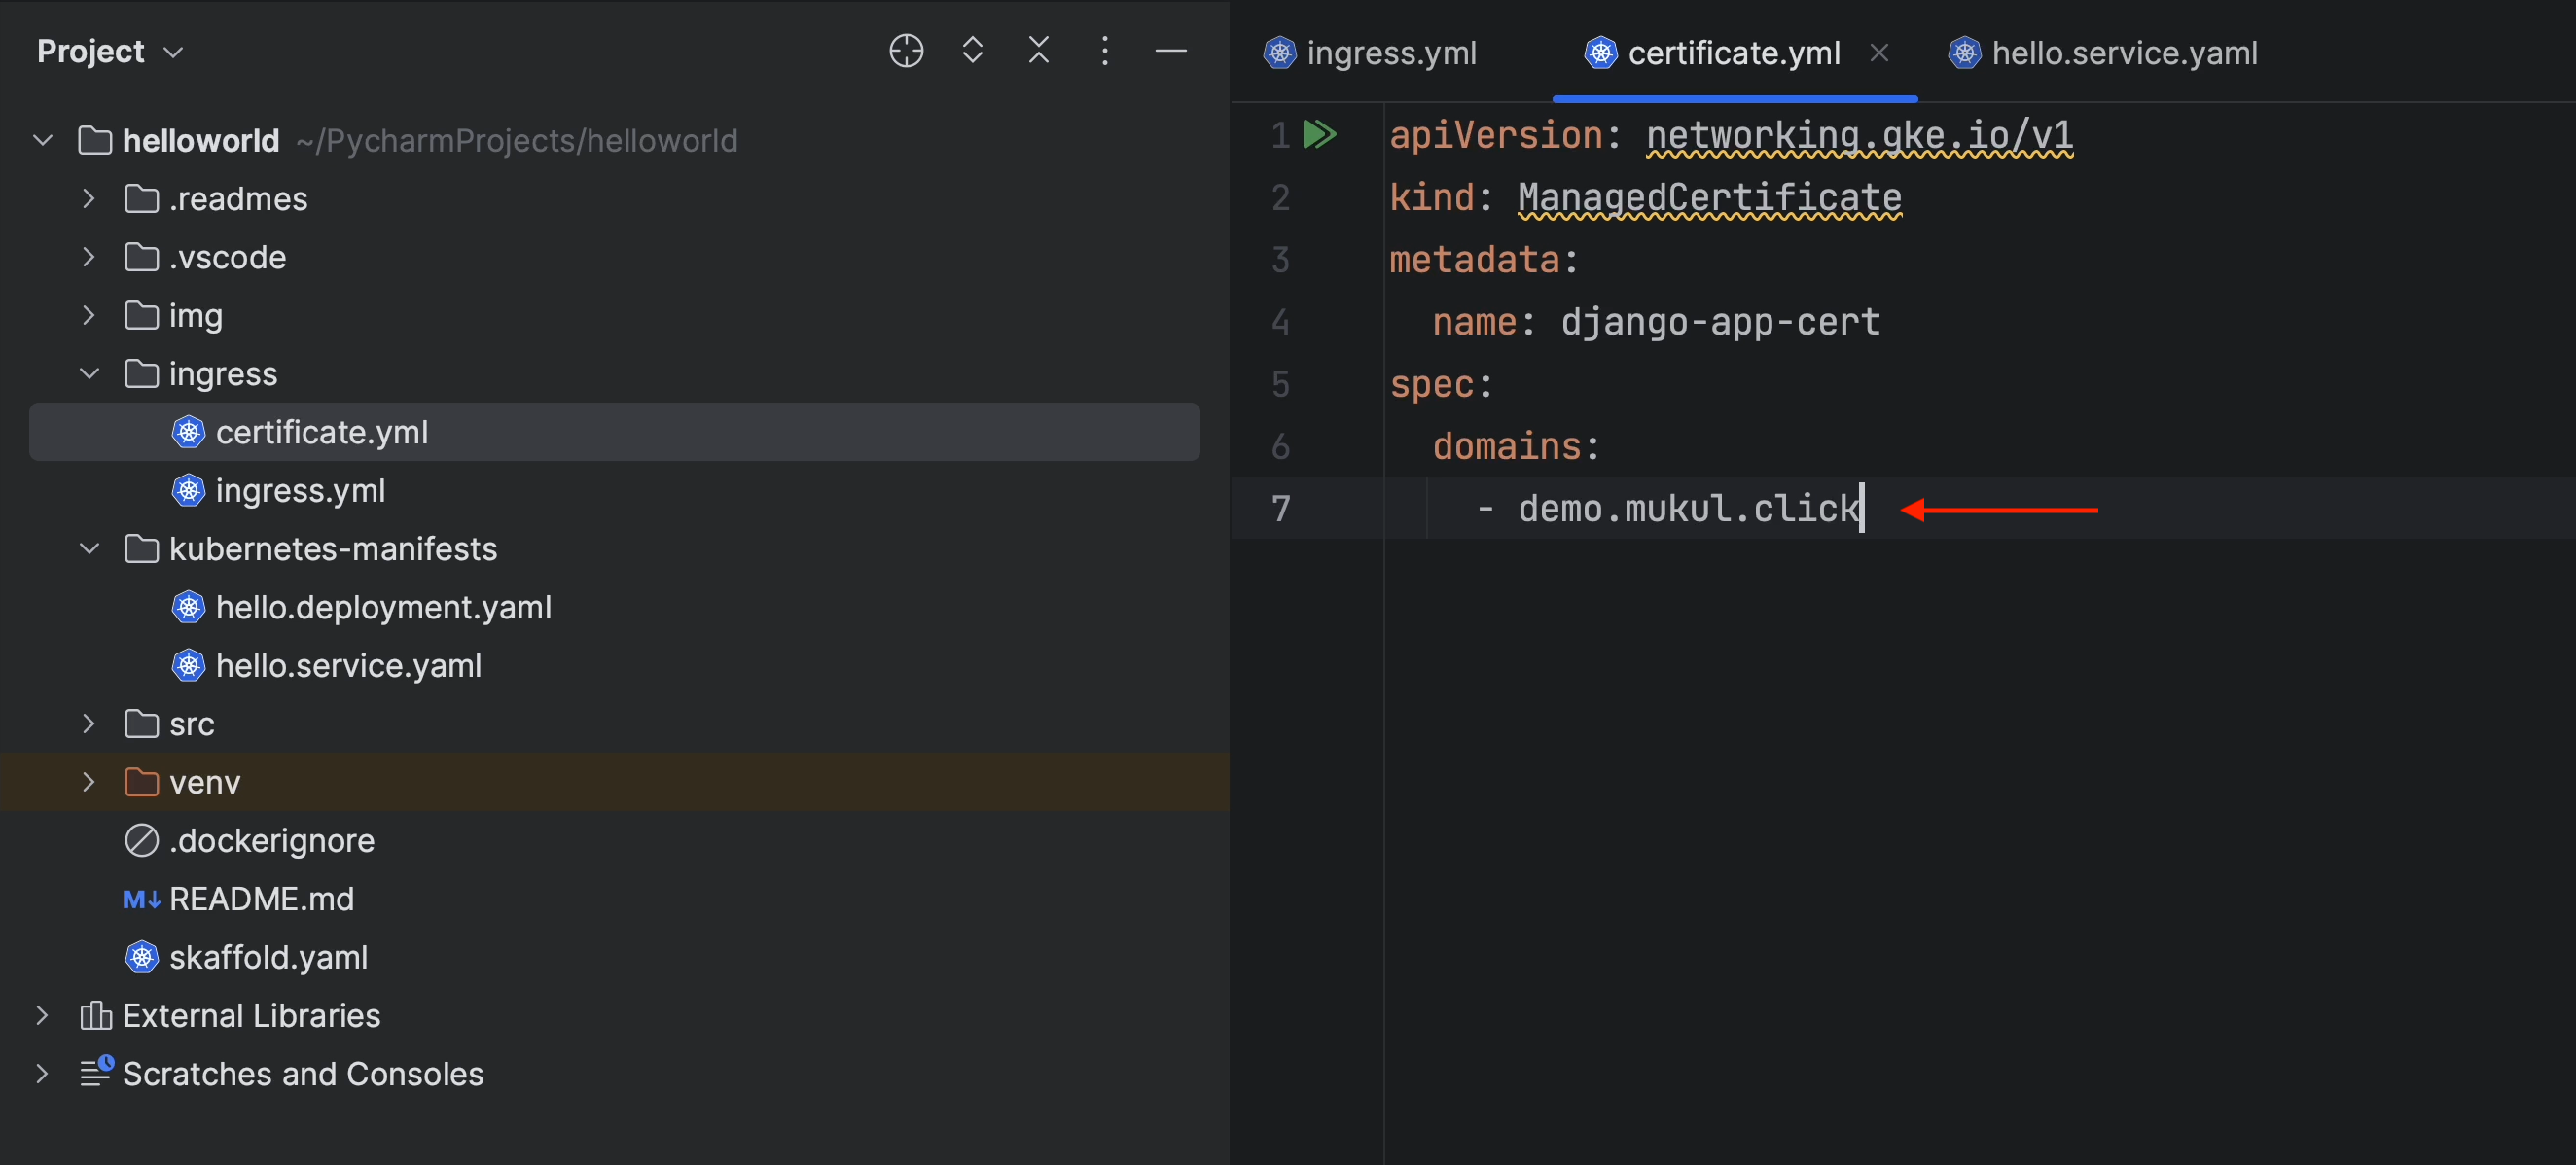 Project
helloworld ~/PycharmProjects/helloworld
.readmes
.vscode
img
ingress
certificate.yml
ingress.yml
kubernetes-manifests
hello.deployment.yaml
hello.service.yaml
src
venv
.dockerignore
M↓ README.md
skaffold.yaml
External Libraries
Scratches and Consoles
ingress.yml certificate.yml hello.service.yaml
1 apiVersion: networking.gke.io/v1
2 kind: ManagedCertificate
3 metadata:
4   name: django-app-cert
5 spec:
6   domains:
7     - demo.mukul.click